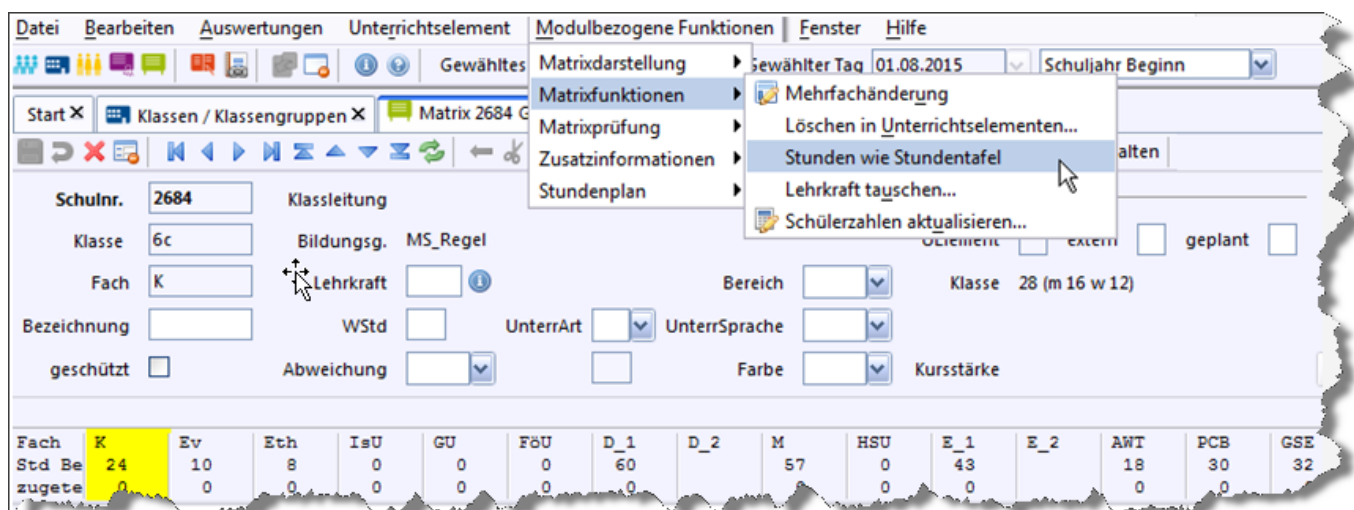 Datei Bearbeiten Auswertungen Unterrichtselement Modulbezogene Funktionen Fenster Hilfe
Gewähltes Matrixdarstellung Gewählter Tag 01.08.2015 Schuljahr Beginn
Matrixfunktionen Mehrfachänderung
Start Klassen / Klassengruppen Matrix 2684 G
Matrixprüfung Löschen in Unterrichtselementen...
Zusatzinformationen Stunden wie Stundentafel alten
Stundenplan Lehrkraft tauschen...
Schulnr. 2684 Klassleitung
Schülerzahlen aktualisieren...
Klasse 6c Bildungsg. MS_Regel UElement extern geplant
Fach K Lehrkraft Bereich Klasse 28 (m 16 w 12)
Bezeichnung WStd UnterrArt UnterrSprache
geschützt Abweichung Farbe Kursstärke
Fach K Ev Eth IsU GU FöU D_1 D_2 M HSU E_1 E_2 AWT PCB GSE
Std Be 24 10 8 0 0 0 60 57 0 43 18 30 32
zugete 0 0 0 0 0 0 0 0 0 0 0 0